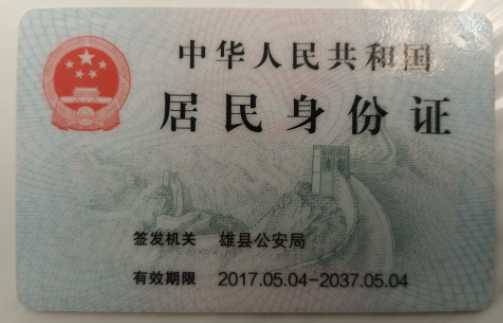 中华人民共和国
居民身份证
签发机关 雄县公安局
有效期限 2017.05.04-2037.05.04